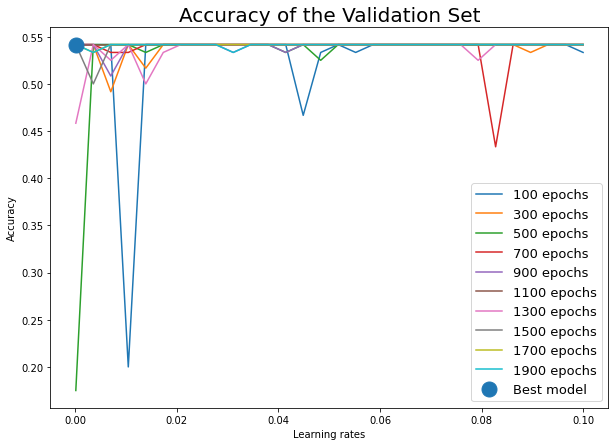 Accuracy of the Validation Set
0.55
0.50
0.45
0.40
0.35
0.30
0.25
0.20
Accuracy
100 epochs
300 epochs
500 epochs
700 epochs
900 epochs
1100 epochs
1300 epochs
1500 epochs
1700 epochs
1900 epochs
Best model
0.00 0.02 0.04 0.06 0.08 0.10
Learning rates